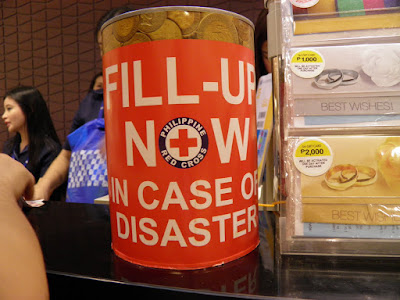 FILL-UP
NOW
PHILIPPINE
RED CROSS
IN CASE OF
DISASTER
₱1,000
BEST WISHES!
₱2,000
BEST WISHES